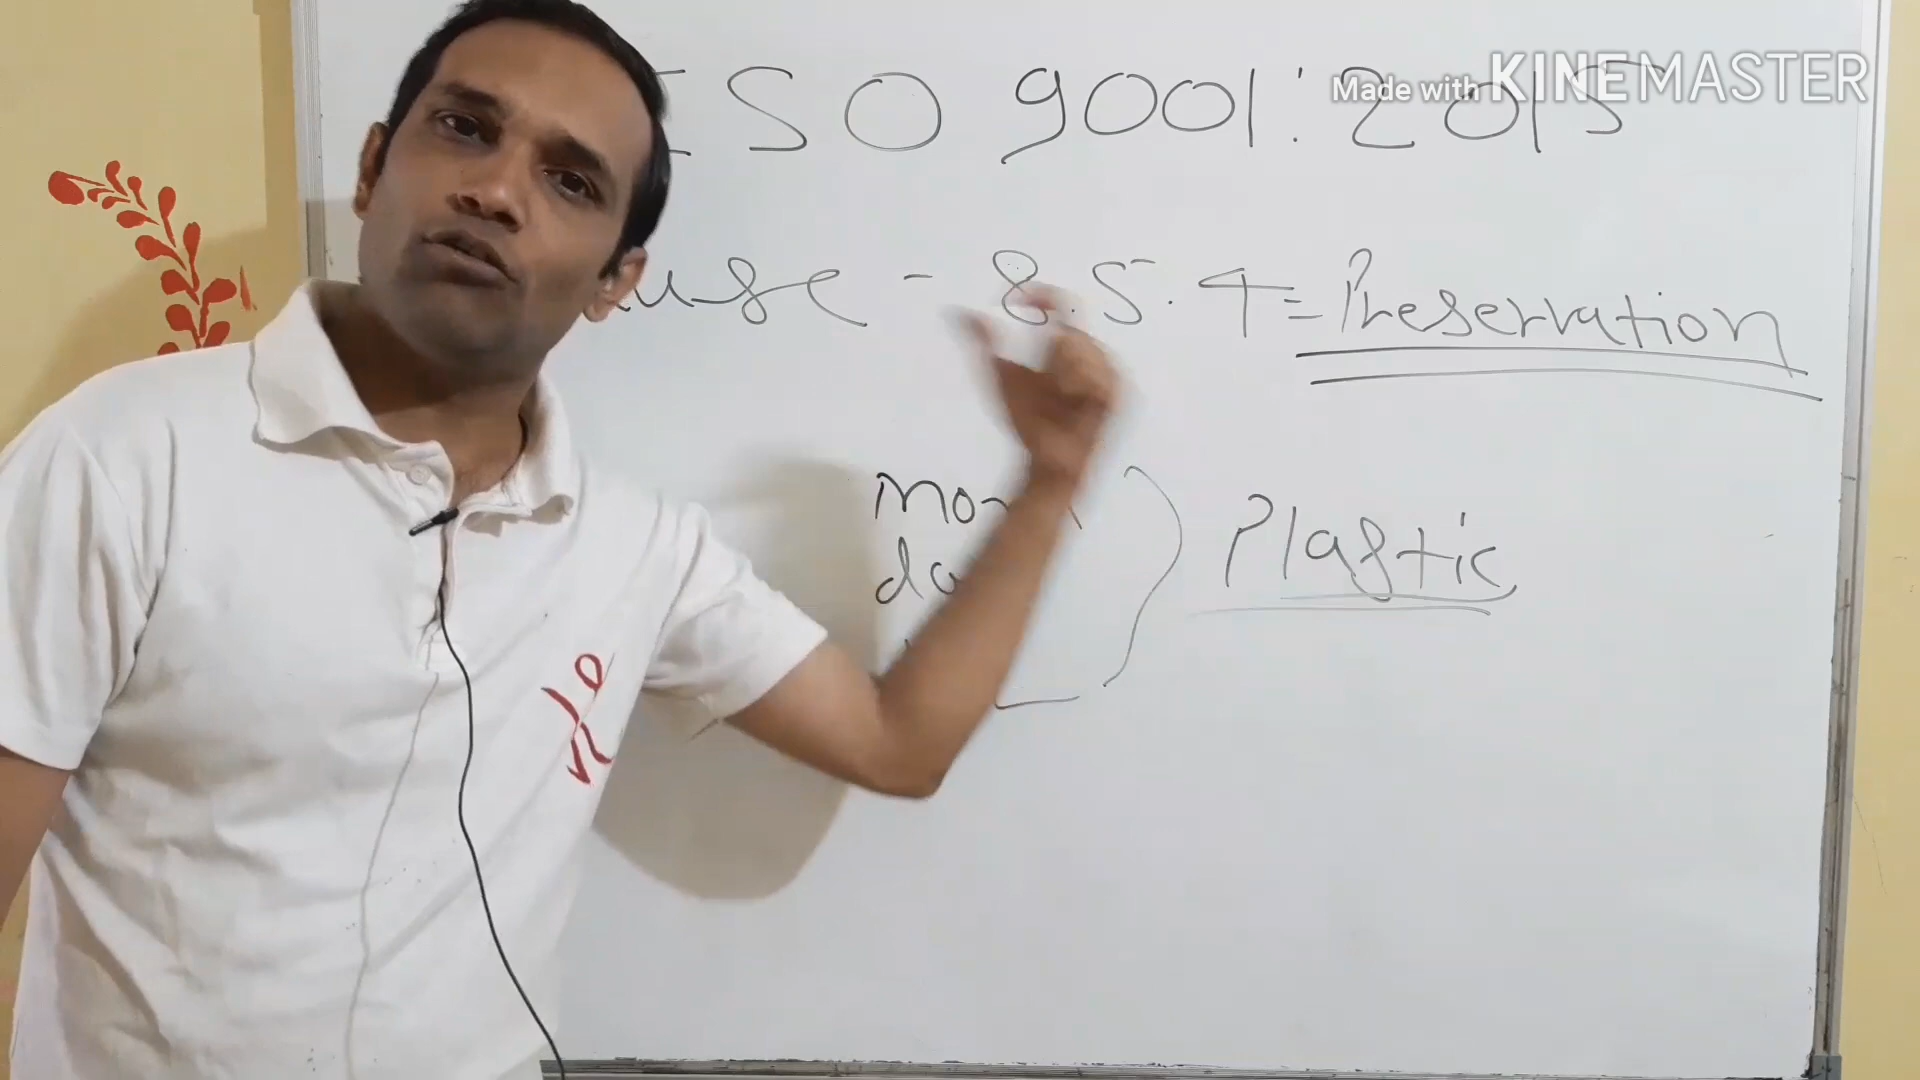 ISO 9001:2015
Made with KINEMASTER
- 8.5.4 = Preservation
Plastic